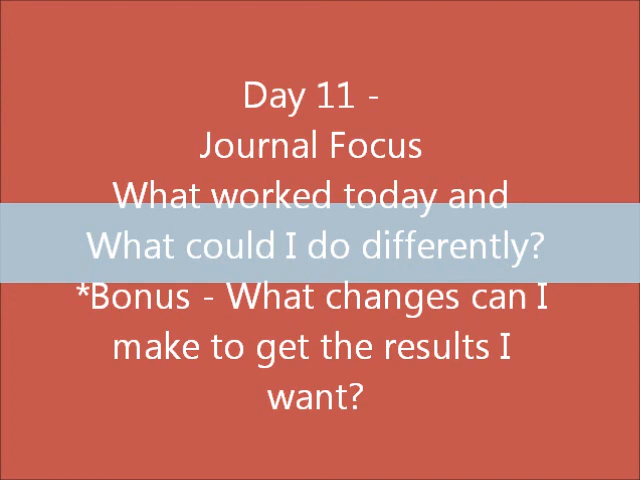 Day 11 -
Journal Focus
What worked today and
What could I do differently?
*Bonus - What changes can I
make to get the results I
want?